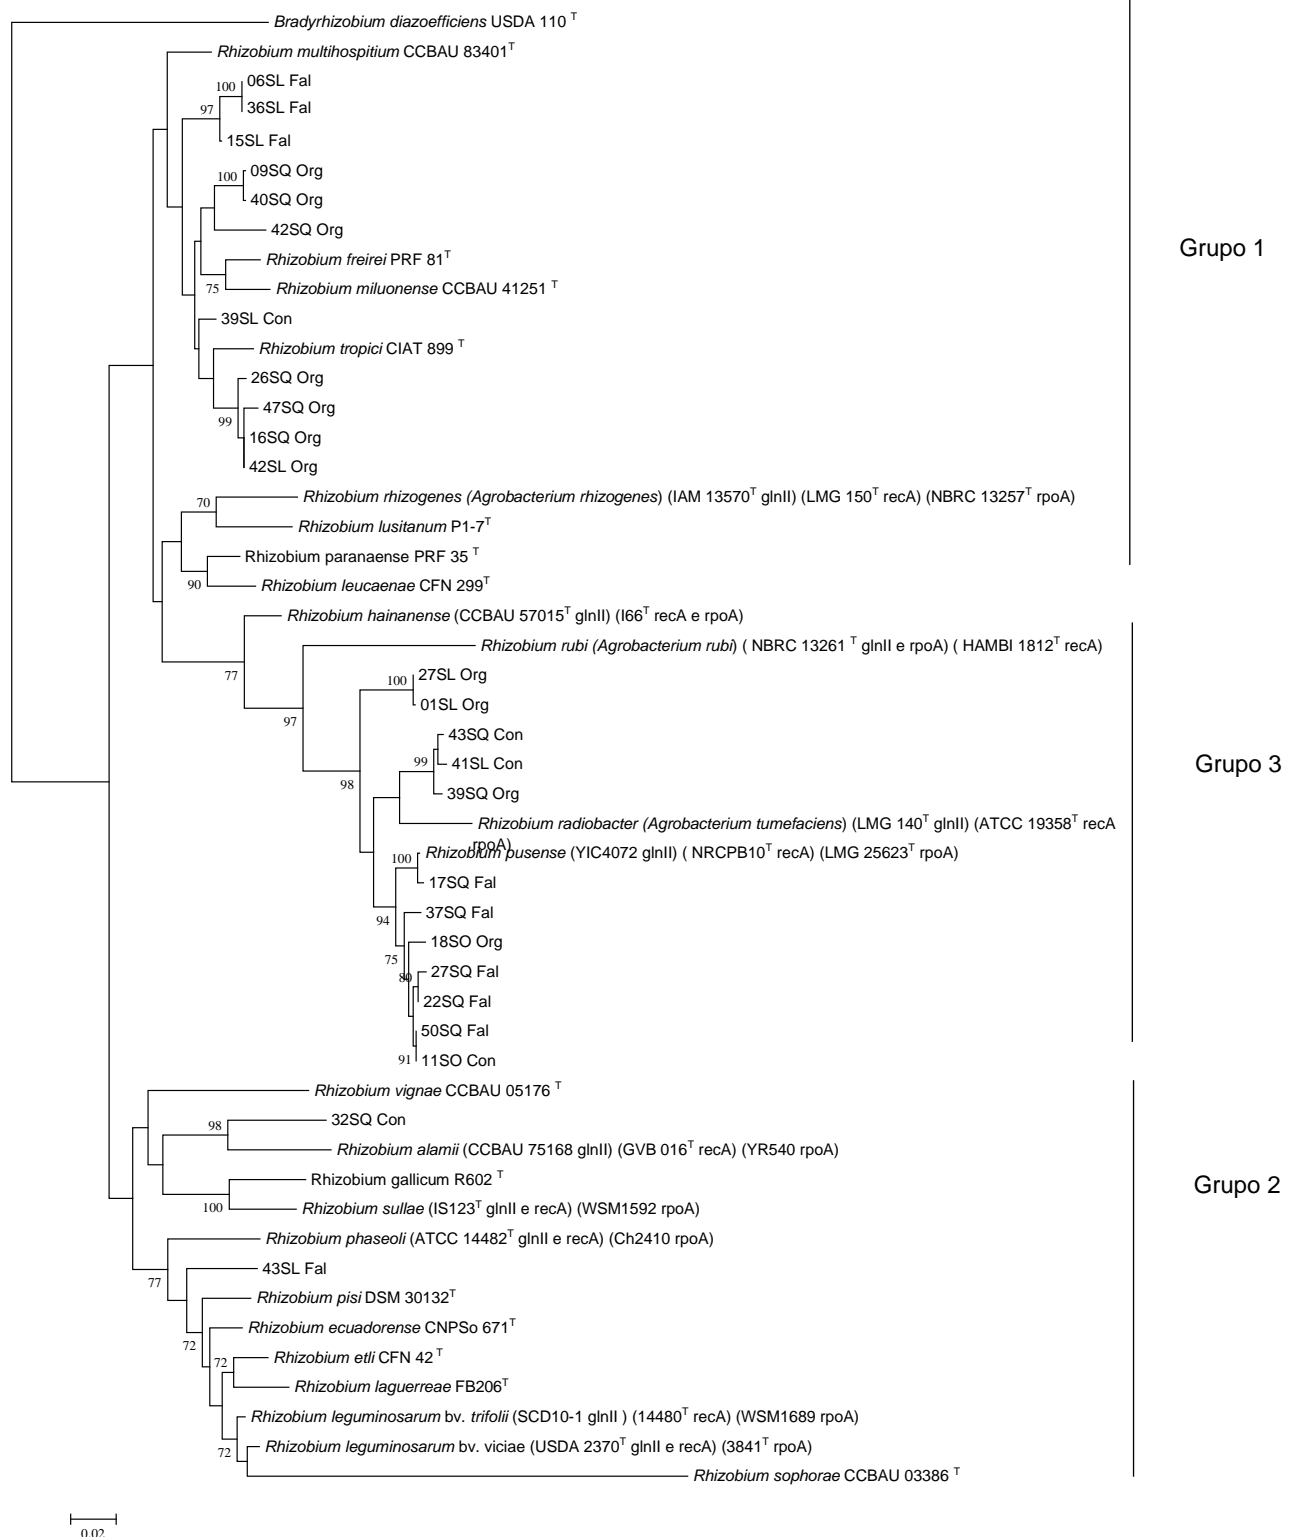 Bradyrhizobium diazoefficiens USDA 110 T
Rhizobium multihospitium CCBAU 83401T
100
06SL Fal
36SL Fal
97
15SL Fal
100
09SQ Org
40SQ Org
42SQ Org
Grupo 1
Rhizobium freirei PRF 81T
75
Rhizobium miluonense CCBAU 41251 T
39SL Con
Rhizobium tropici CIAT 899 T
26SQ Org
47SQ Org
99
16SQ Org
42SL Org
70
Rhizobium rhizogenes (Agrobacterium rhizogenes) (IAM 13570T glnII) (LMG 150T recA) (NBRC 13257T rpoA)
Rhizobium lusitanum P1-7T
Rhizobium paranaense PRF 35 T
90
Rhizobium leucaenae CFN 299T
Rhizobium hainanense (CCBAU 57015T glnII) (I66T recA e rpoA)
Rhizobium rubi (Agrobacterium rubi) ( NBRC 13261 T glnII e rpoA) ( HAMBI 1812T recA)
77
100
27SL Org
01SL Org
97
43SQ Con
99
41SL Con
Grupo 3
98
39SQ Org
Rhizobium radiobacter (Agrobacterium tumefaciens) (LMG 140T glnII) (ATCC 19358T recA
rpoA)
100
Rhizobium pusense (YIC4072 glnII) ( NRCPB10T recA) (LMG 25623T rpoA)
17SQ Fal
94
37SQ Fal
18SO Org
75
80
27SQ Fal
22SQ Fal
50SQ Fal
91
11SO Con
Rhizobium vignae CCBAU 05176 T
98
32SQ Con
Rhizobium alamii (CCBAU 75168 glnII) (GVB 016T recA) (YR540 rpoA)
Rhizobium gallicum R602 T
Grupo 2
100
Rhizobium sullae (IS123T glnII e recA) (WSM1592 rpoA)
Rhizobium phaseoli (ATCC 14482T glnII e recA) (Ch2410 rpoA)
77
43SL Fal
Rhizobium pisi DSM 30132T
Rhizobium ecuadorense CNPSo 671T
72
72
Rhizobium etli CFN 42 T
Rhizobium laguerreae FB206T
Rhizobium leguminosarum bv. trifolii (SCD10-1 glnII ) (14480T recA) (WSM1689 rpoA)
72
Rhizobium leguminosarum bv. viciae (USDA 2370T glnII e recA) (3841T rpoA)
Rhizobium sophorae CCBAU 03386 T
0.02